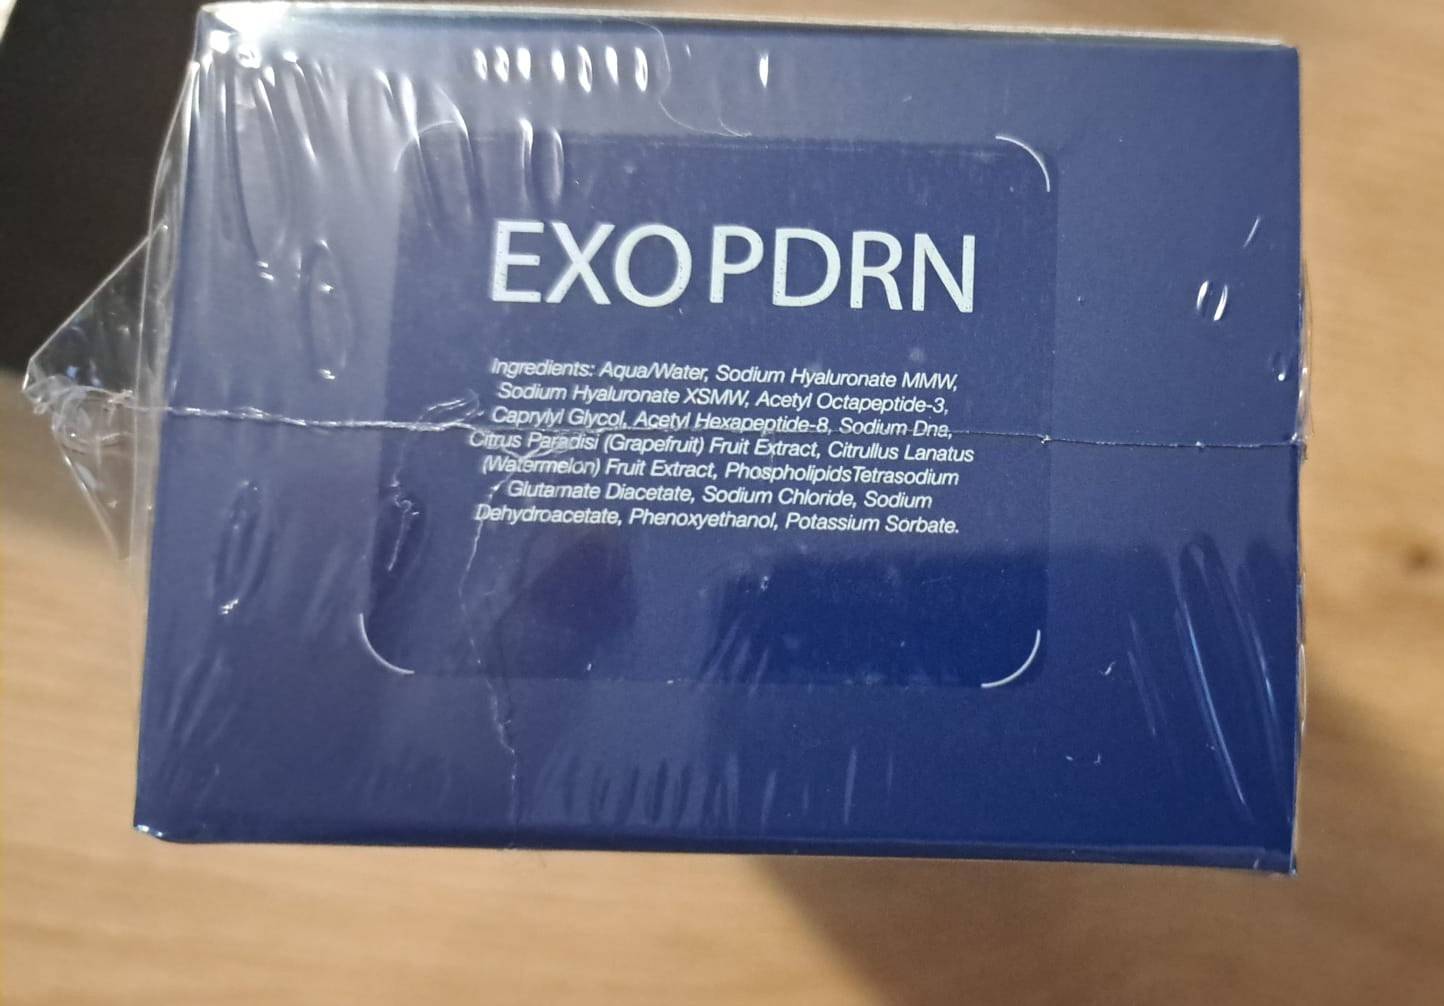 EXO PDRN
Ingredients: Aqua/Water, Sodium Hyaluronate MMW,
Sodium Hyaluronate XSMW, Acetyl Octapeptide-3,
Caprylyl Glycol, Acetyl Hexapeptide-8, Sodium Dna,
Citrus Paradisi (Grapefruit) Fruit Extract, Citrullus Lanatus
(Watermelon) Fruit Extract, PhospholipidsTetrasodium
Glutamate Diacetate, Sodium Chloride, Sodium
Dehydroacetate, Phenoxyethanol, Potassium Sorbate.